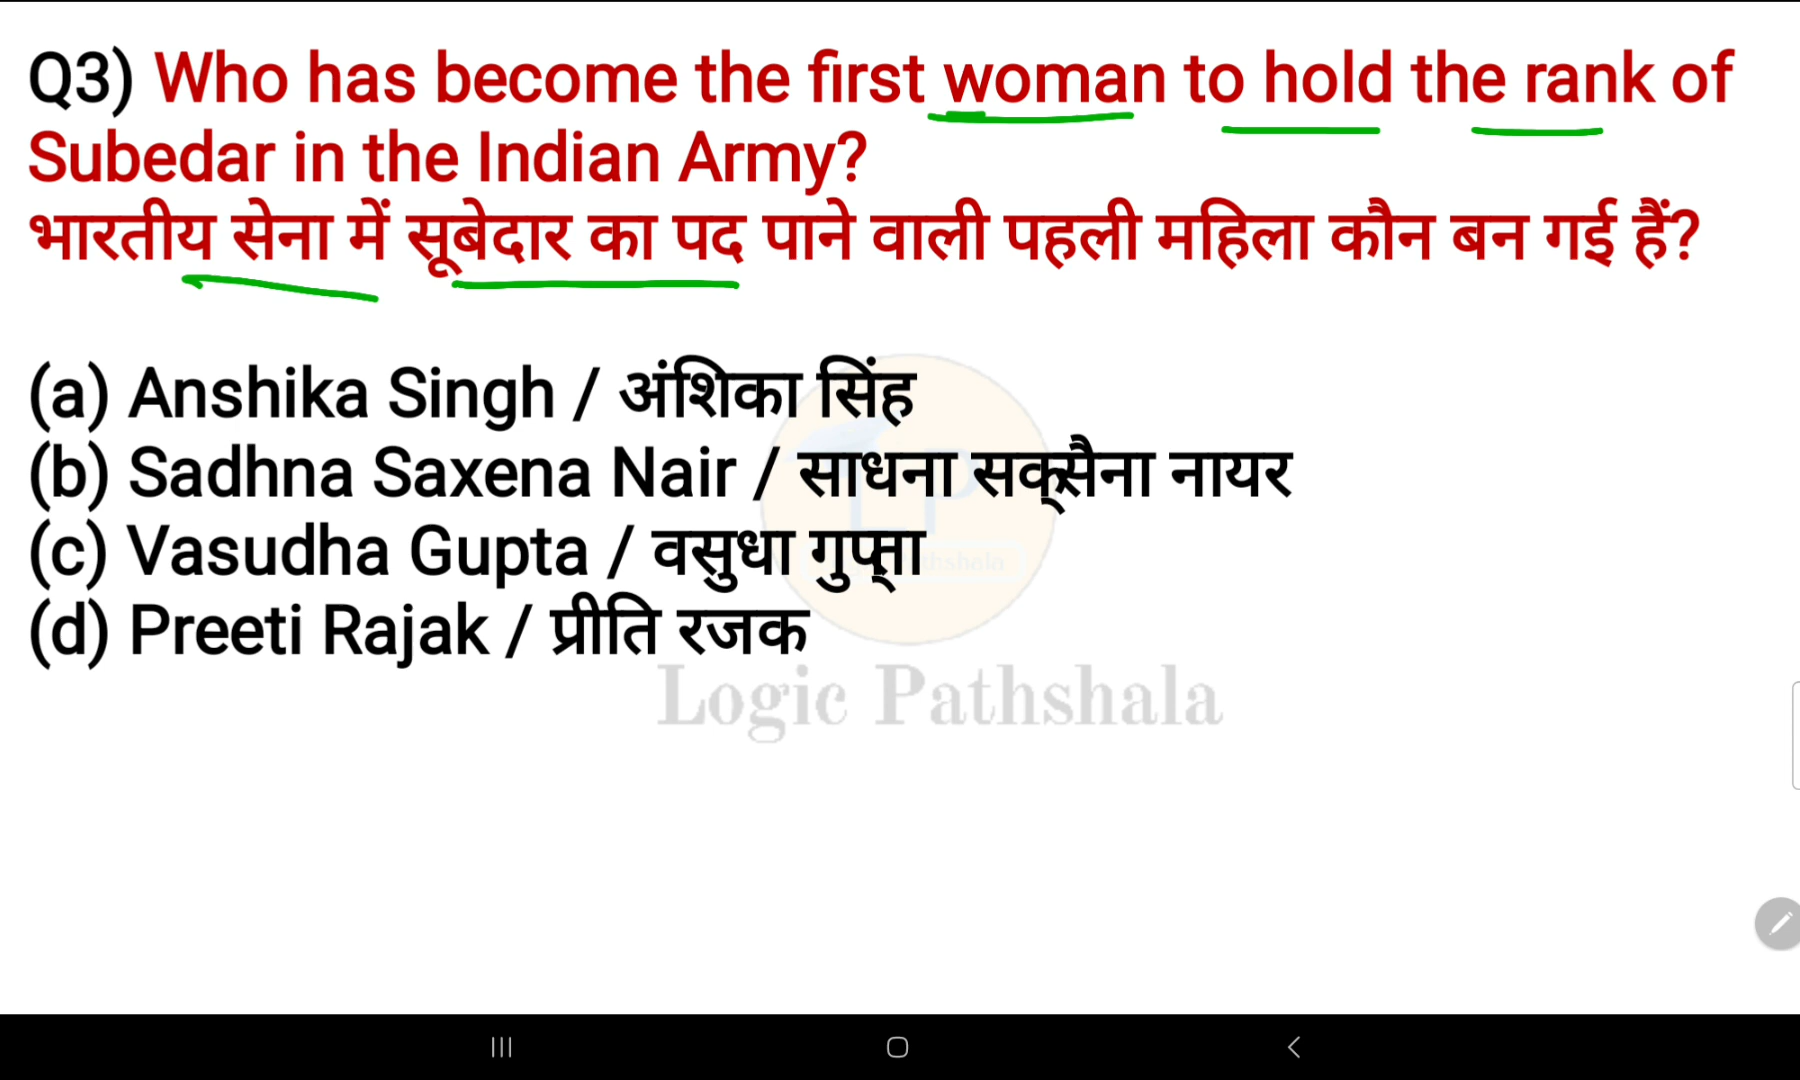 Q3) Who has become the first woman to hold the rank of
Subedar in the Indian Army?
भारतीय सेना में सूबेदार का पद पाने वाली पहली महिला कौन बन गई हैं?
(a) Anshika Singh / अंशिका सिंह
(b) Sadhna Saxena Nair / साधना सक्सैना नायर
(c) Vasudha Gupta / वसुधा गुप्ता
(d) Preeti Rajak / प्रीति रजक
Logic Pathshala